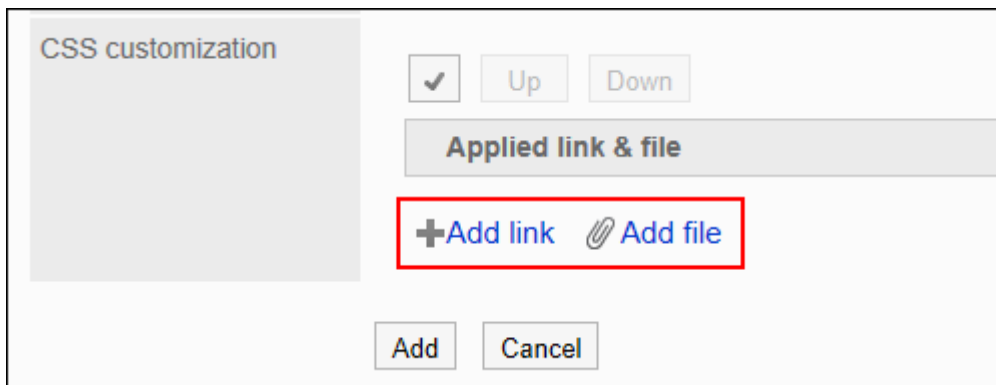 CSS customization
Up Down
Applied link & file
Add link Add file
Add Cancel